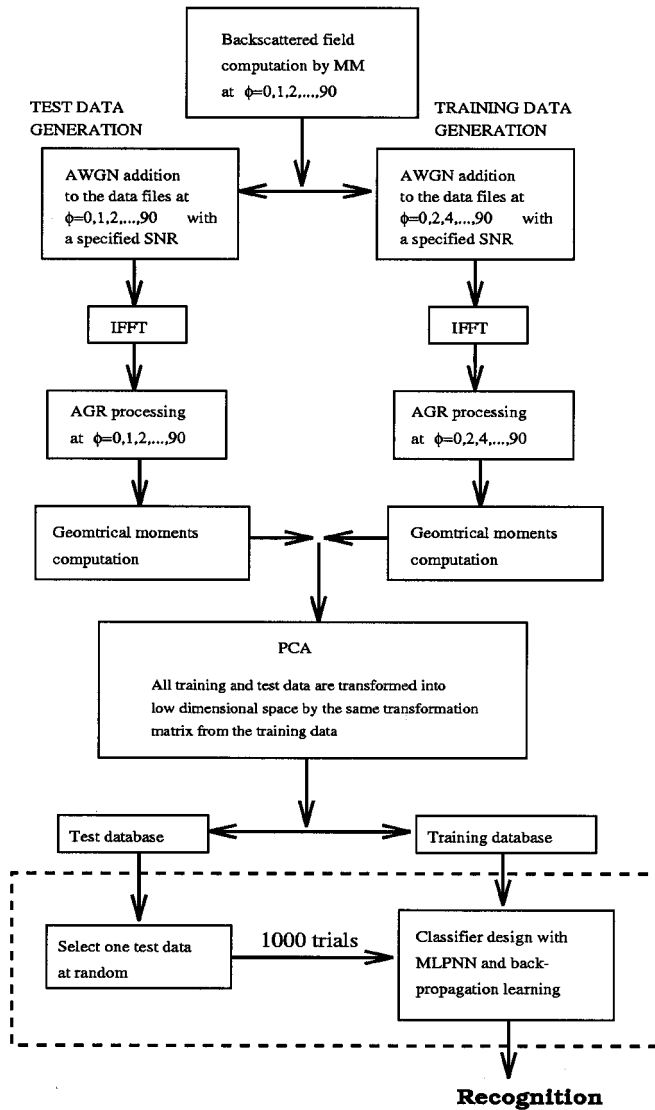 Backscattered field
computation by MM
at ϕ=0,1,2,...,90
TEST DATA
GENERATION
TRAINING DATA
GENERATION
AWGN addition
to the data files at
ϕ=0,1,2,...,90 with
a specified SNR
AWGN addition
to the data files at
ϕ=0,2,4,...,90 with
a specified SNR
IFFT
IFFT
AGR processing
at ϕ=0,1,2,...,90
AGR processing
at ϕ=0,2,4,...,90
Geomtrical moments
computation
Geomtrical moments
computation
PCA
All training and test data are transformed into
low dimensional space by the same transformation
matrix from the training data
Test database
Training database
Select one test data
at random
1000 trials
Classifier design with
MLPNN and back-
propagation learning
Recognition